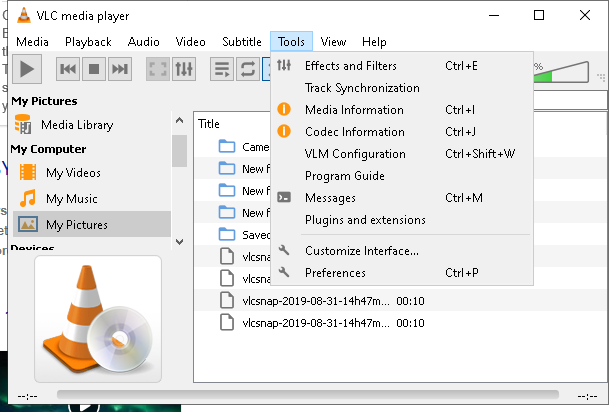 VLC media player
Media Playback Audio Video Subtitle Tools View Help
%
Effects and Filters Ctrl+E
Track Synchronization
Media Information Ctrl+I
Codec Information Ctrl+J
VLM Configuration Ctrl+Shift+W
Program Guide
Messages Ctrl+M
Plugins and extensions
Customize Interface...
Preferences Ctrl+P
My Pictures
Media Library
My Computer
My Videos
My Music
My Pictures
Devices
Title
Came
New f
New f
New f
Saved
vlcsna
vlcsna
vlcsnap-2019-08-31-14h47m... 00:10
vlcsnap-2019-08-31-14h47m... 00:10
--:-- --:--